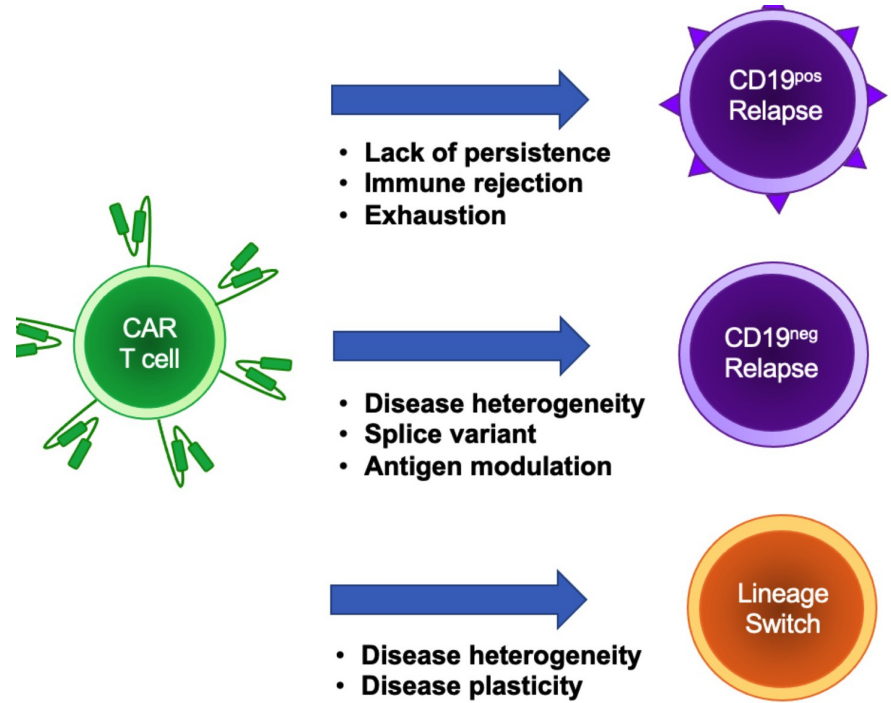 CAR
T cell
• Lack of persistence
• Immune rejection
• Exhaustion
CD19pos
Relapse
• Disease heterogeneity
• Splice variant
• Antigen modulation
CD19neg
Relapse
• Disease heterogeneity
• Disease plasticity
Lineage
Switch